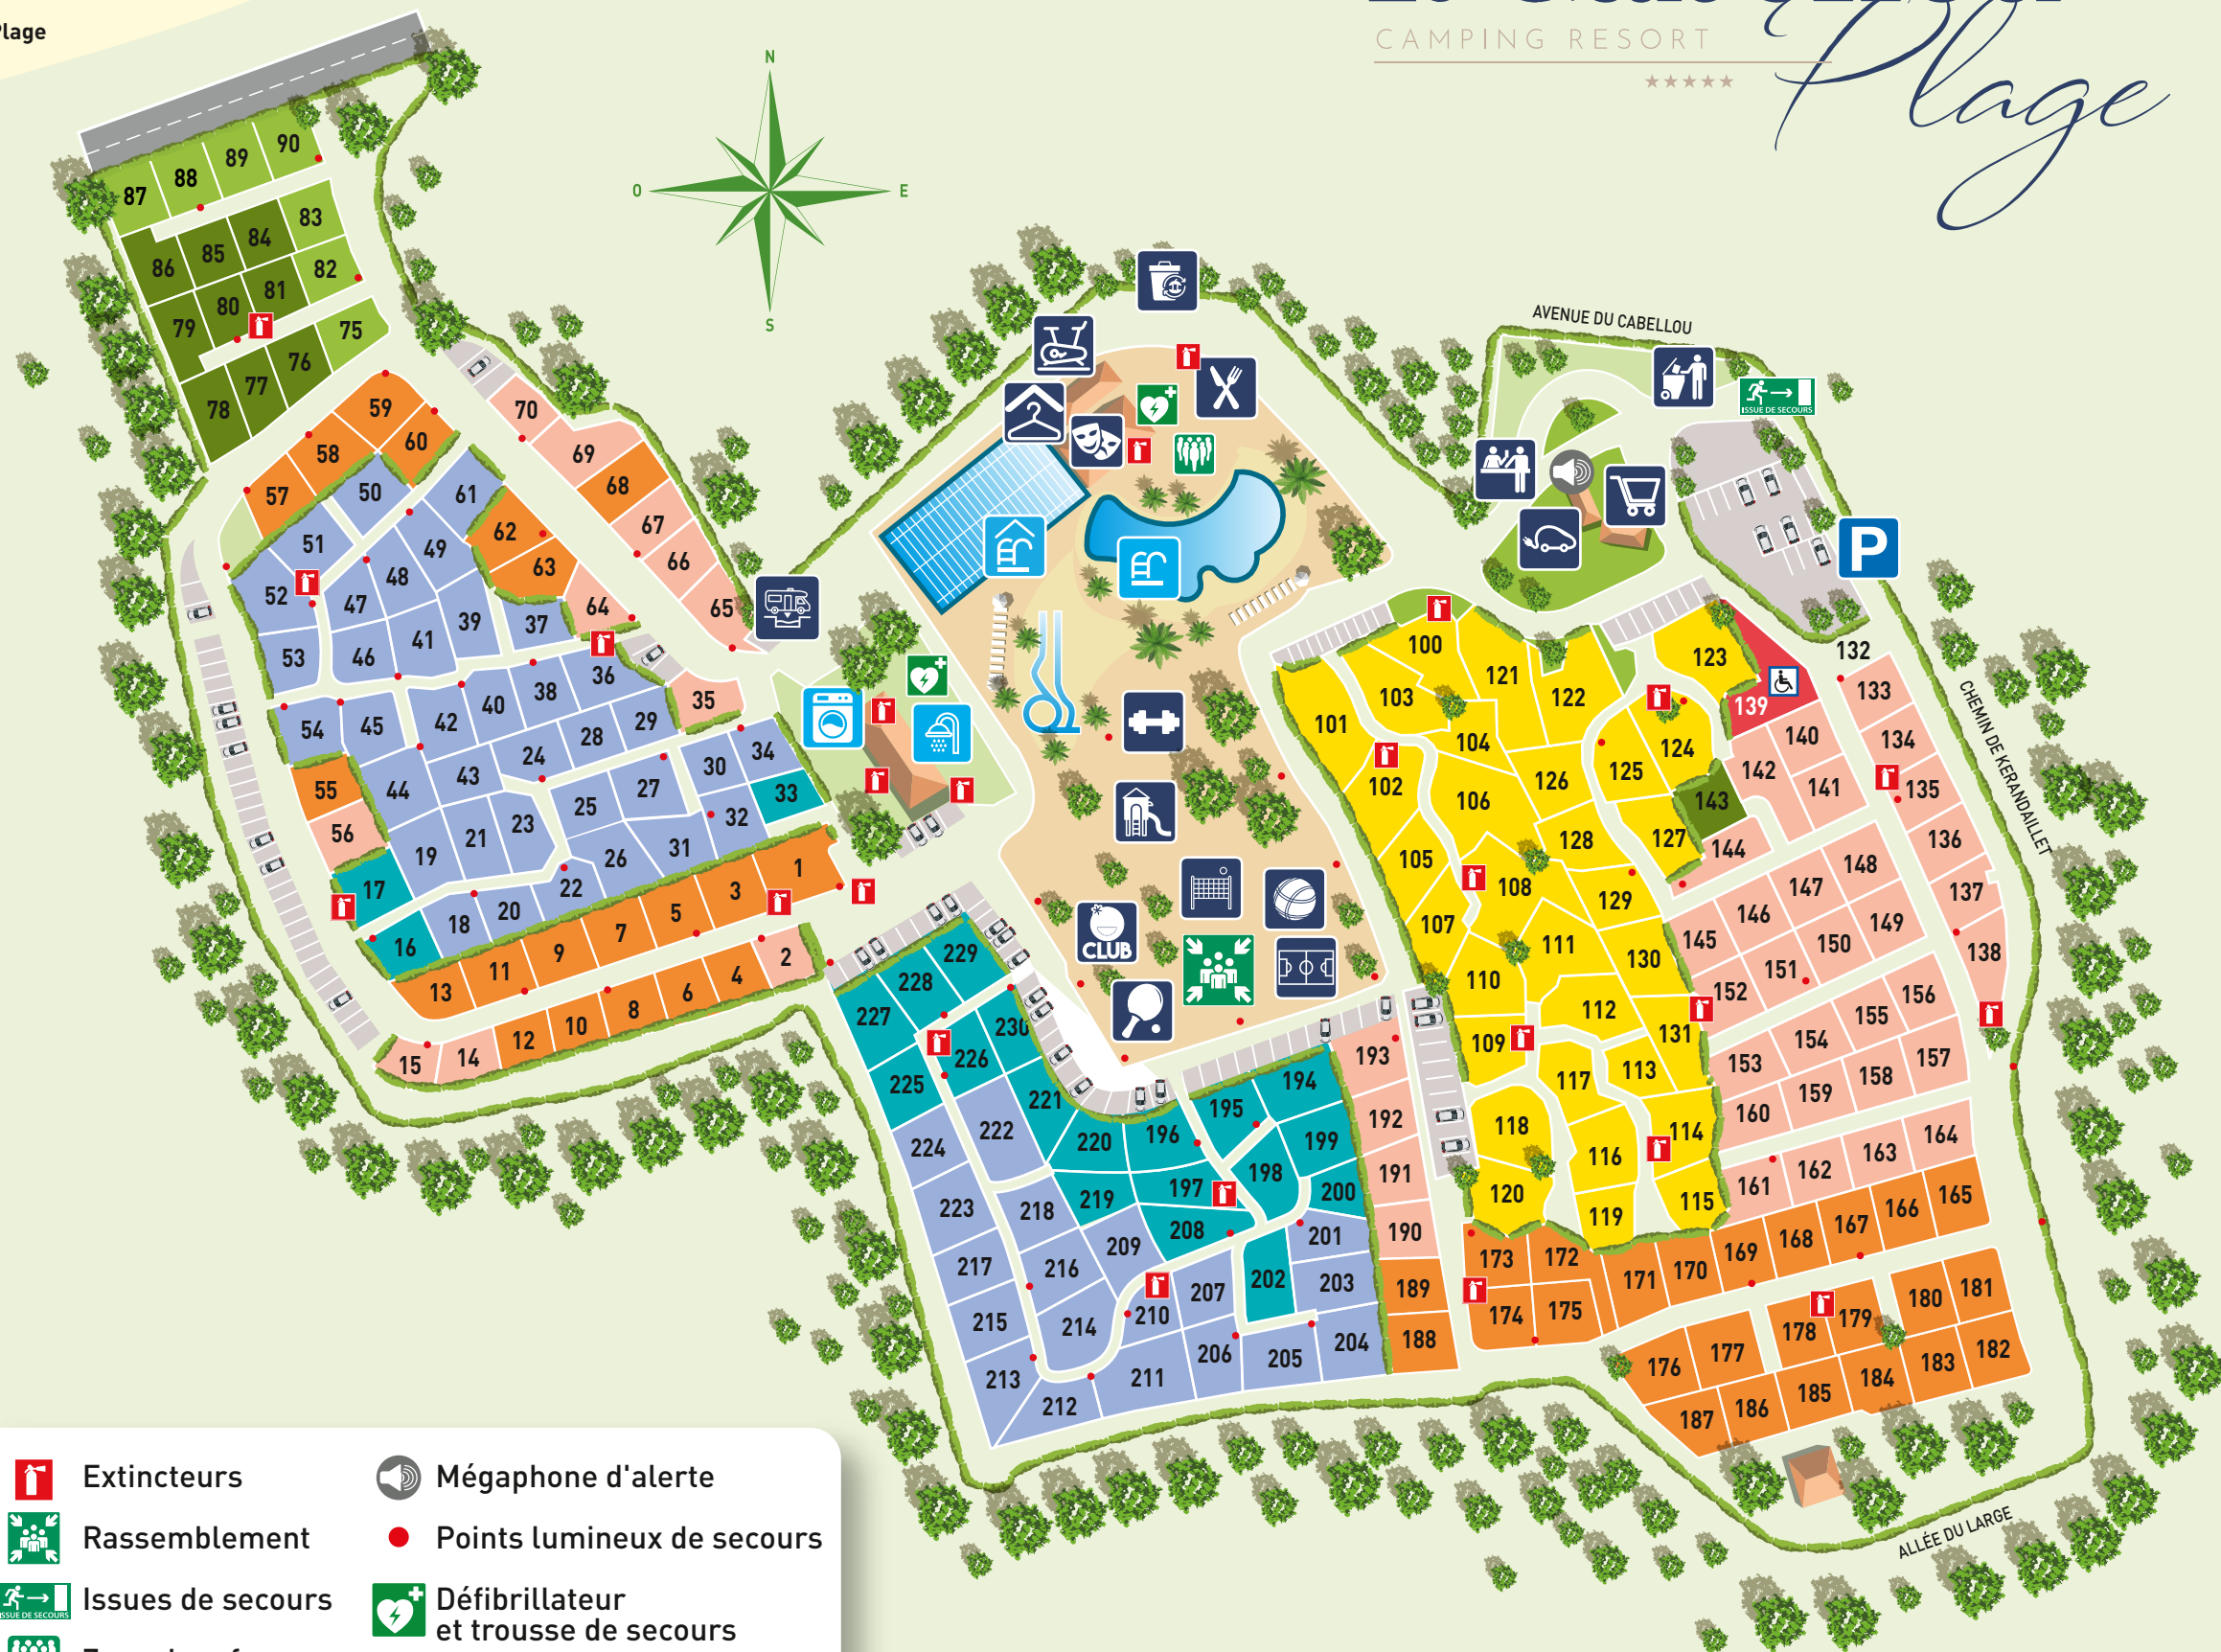 Plage
CAMPING RESORT
Plage
N
O
E
S
AVENUE DU CABELLOU
ISSUE DE SECOURS
P
CHEMIN DE KERANDAILLET
ALLÉE DU LARGE
CLUB
87 88 89 90
86 85 84 83
79 80 81 82
78 77 76 75
57 58 59 60
70 69 68 67 66 65
50 61 62 63 64
51 49 48 47
52 53 46 41 39 37
54 45 42 40 38 36 35
55 44 43 24 28 29
56 19 21 23 25 27 30 34
17 26 31 32 33
16 18 20 22
13 11 9 7 5 3 1
15 14 12 10 8 6 4 2
100 121 122 123 132
101 103 104 139 133
102 106 126 125 124 142 140 134
105 128 127 143 141 135
107 108 129 144 136
110 111 130 145 146 147 148 137
109 112 131 152 151 150 149 138
117 113 153 154 155 156
118 116 114 160 159 158 157
120 119 115 161 162 163 164
173 172 171 170 169 168 167 166 165
174 175 176 177 178 179 180 181
187 186 185 184 183 182
227 228 229
225 226 230
224 222 221 220 196 195 194 193
223 218 219 197 198 199 192
217 216 209 208 200 191
215 214 210 207 202 201 190
213 212 211 206 205 203 189
204 188
Extincteurs
Mégaphone d'alerte
Rassemblement
Points lumineux de secours
ISSUE DE SECOURS
Issues de secours
Défibrillateur
et trousse de secours